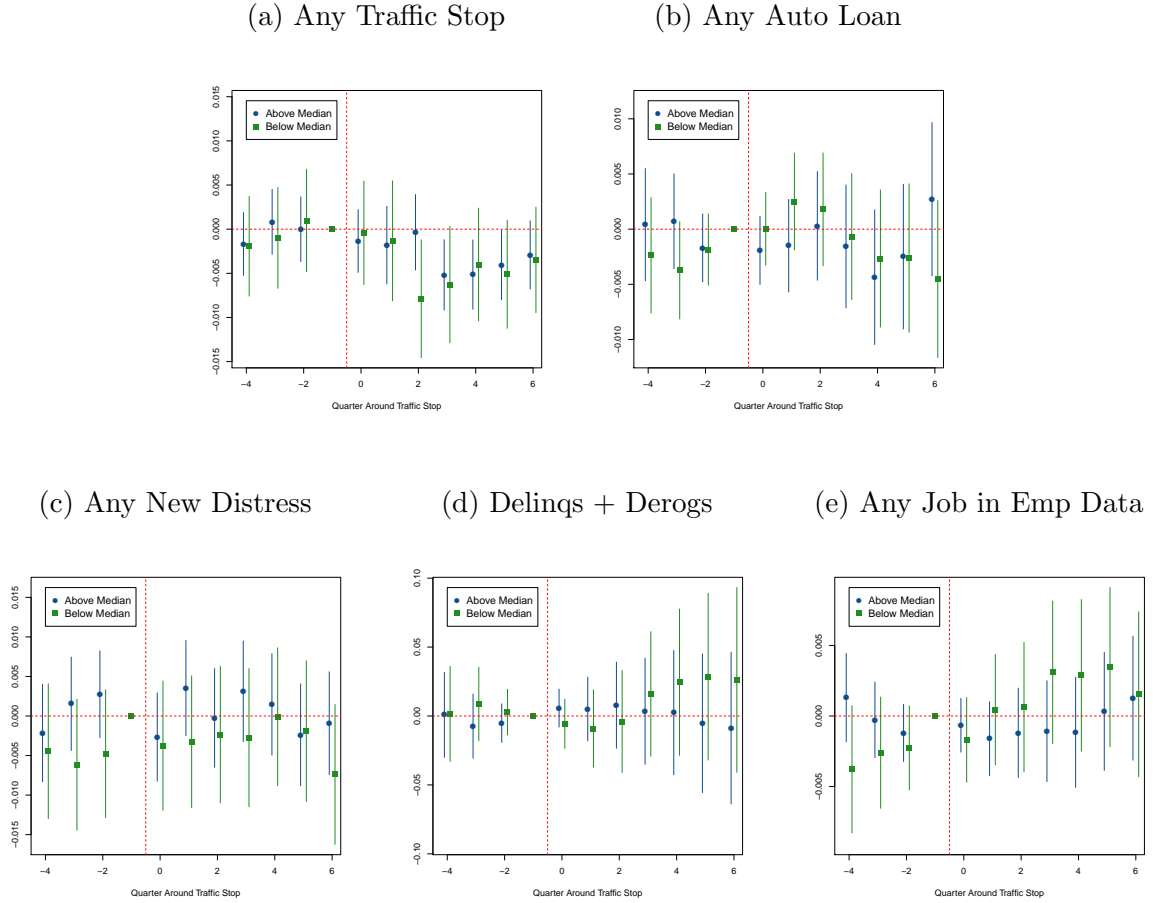 (a) Any Traffic Stop
(b) Any Auto Loan
Above Median
Below Median
0.015
0.010
0.005
0.000
−0.005
−0.010
−0.015
−4 −2 0 2 4 6
Quarter Around Traffic Stop
Above Median
Below Median
0.010
0.005
0.000
−0.005
−0.010
−4 −2 0 2 4 6
Quarter Around Traffic Stop
(c) Any New Distress
(d) Delinqs + Derogs
(e) Any Job in Emp Data
Above Median
Below Median
0.015
0.010
0.005
0.000
−0.005
−0.010
−0.015
−4 −2 0 2 4 6
Quarter Around Traffic Stop
Above Median
Below Median
0.10
0.05
0.00
−0.05
−0.10
−4 −2 0 2 4 6
Quarter Around Traffic Stop
Above Median
Below Median
0.005
0.000
−0.005
−4 −2 0 2 4 6
Quarter Around Traffic Stop